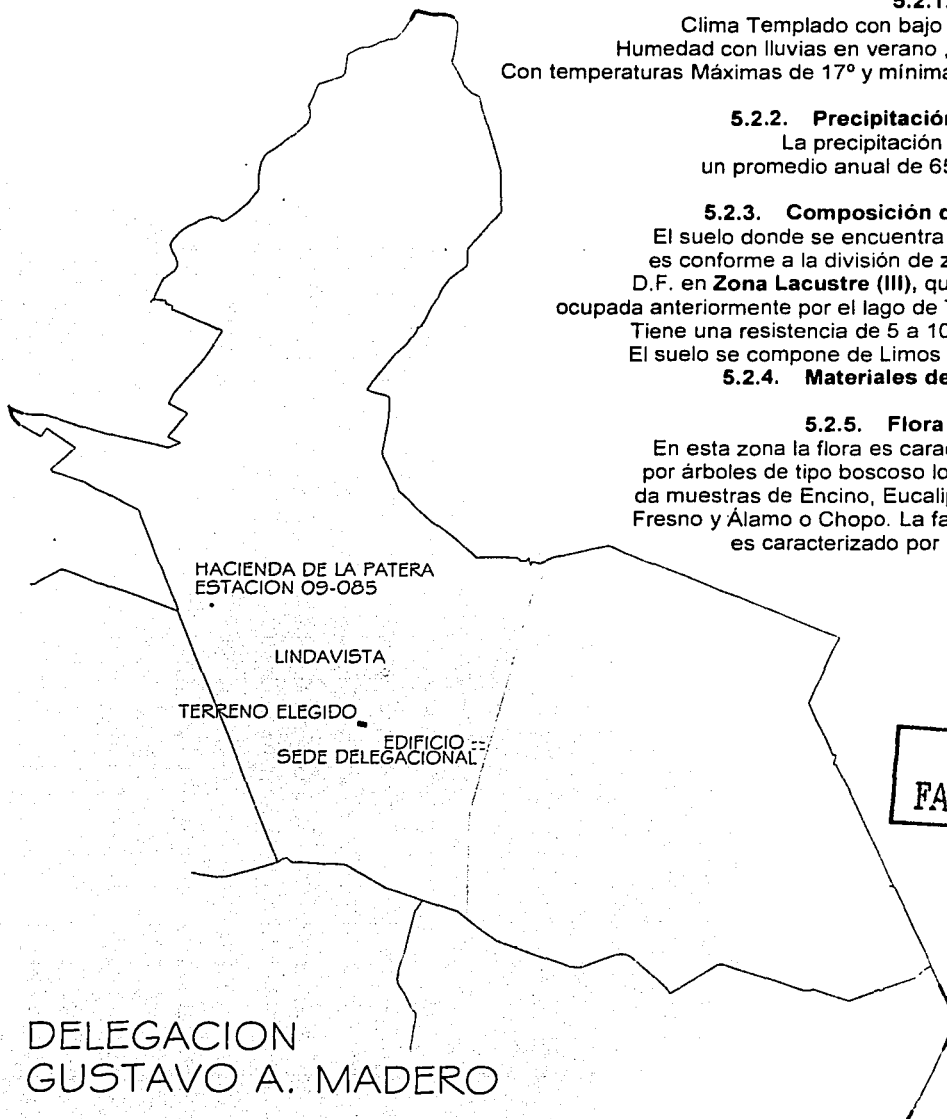 5.2.1.
Clima Templado con bajo
Humedad con lluvias en verano ,
Con temperaturas Máximas de 17º y mínima
5.2.2. Precipitación
La precipitación
un promedio anual de 65
5.2.3. Composición d
El suelo donde se encuentra
es conforme a la división de z
D.F. en Zona Lacustre (III), qu
ocupada anteriormente por el lago de T
Tiene una resistencia de 5 a 10
El suelo se compone de Limos
5.2.4. Materiales de
5.2.5. Flora
En esta zona la flora es cara
por árboles de tipo boscoso lo
da muestras de Encino, Eucalip
Fresno y Álamo o Chopo. La fa
es caracterizado por
HACIENDA DE LA PATERA
ESTACION 09-085
LINDAVISTA
TERRENO ELEGIDO
EDIFICIO
SEDE DELEGACIONAL
FA
DELEGACION
GUSTAVO A. MADERO